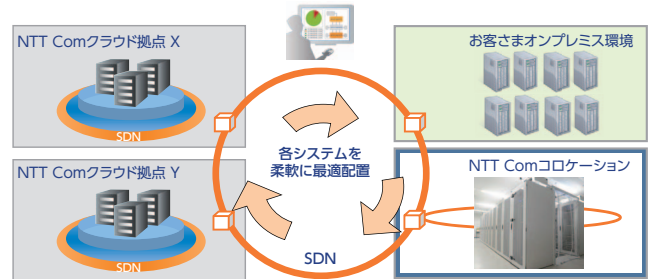 NTT Comクラウド拠点 X
SDN
お客さまオンプレミス環境
各システムを
柔軟に最適配置
NTT Comクラウド拠点 Y
SDN
NTT Comコロケーション
SDN